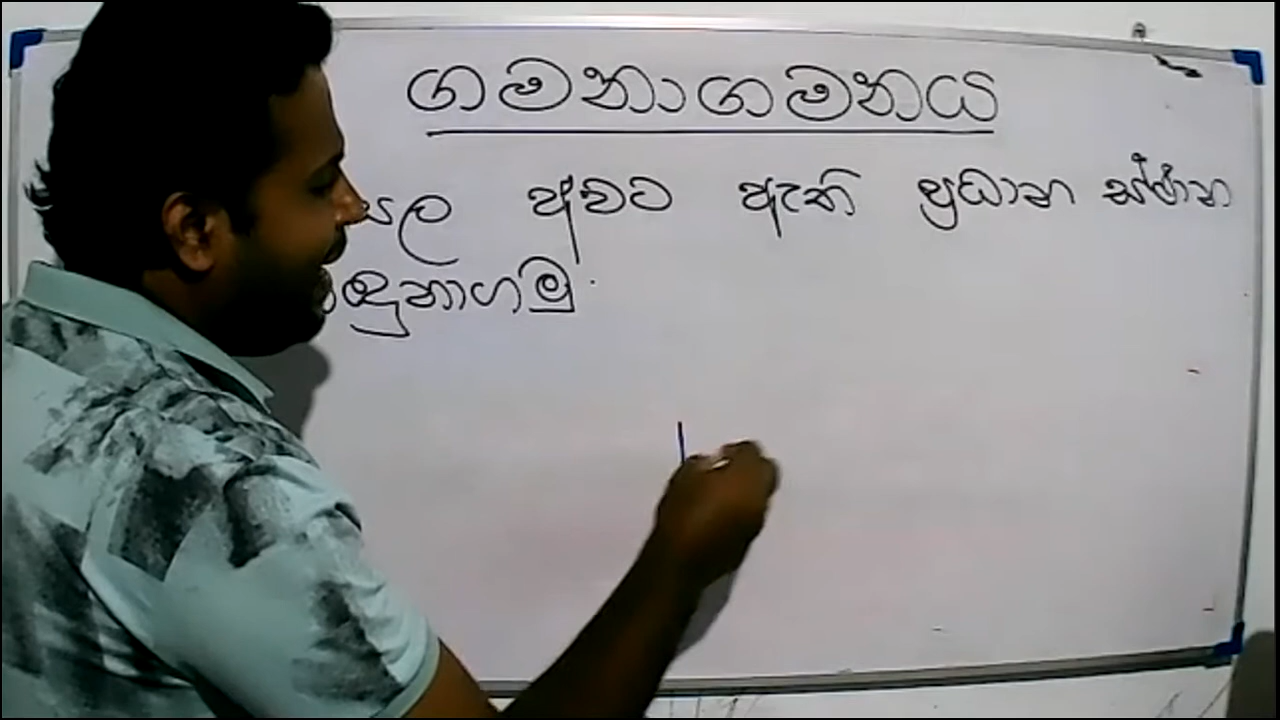 ගමනාගමනය
අවට ඇති ප්‍රධාන ස්ථාන